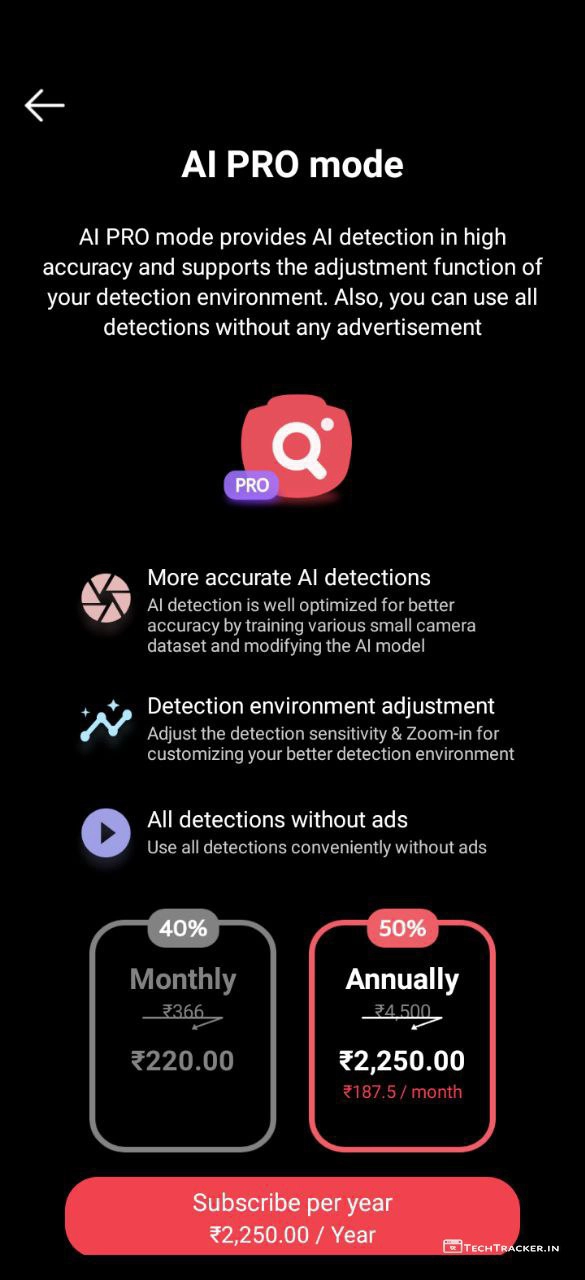 AI PRO mode
AI PRO mode provides AI detection in high
accuracy and supports the adjustment function of
your detection environment. Also, you can use all
detections without any advertisement
PRO
More accurate AI detections
AI detection is well optimized for better
accuracy by training various small camera
dataset and modifying the AI model
Detection environment adjustment
Adjust the detection sensitivity & Zoom-in for
customizing your better detection environment
All detections without ads
Use all detections conveniently without ads
40%
Monthly
₹366
₹220.00
50%
Annually
₹4,500
₹2,250.00
₹187.5 / month
Subscribe per year
₹2,250.00 / Year
TECHTRACKER.IN